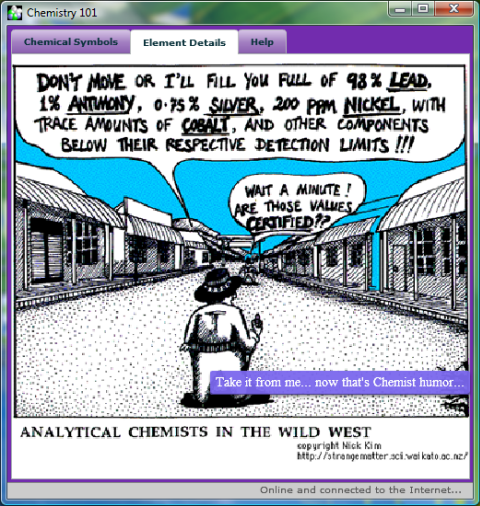 Chemistry 101
Chemical Symbols
Element Details
Help
DON'T MOVE OR I'LL FILL YOU FULL OF 98% LEAD,
1% ANTIMONY, 0.75% SILVER, 200 PPM NICKEL, WITH
TRACE AMOUNTS OF COBALT, AND OTHER COMPONENTS
BELOW THEIR RESPECTIVE DETECTION LIMITS !!!
WAIT A MINUTE!
ARE THOSE VALUES
CERTIFIED??
Take it from me... now that's Chemist humor...
ANALYTICAL CHEMISTS IN THE WILD WEST
copyright Nick Kim
http://strangematter.sci.waikato.ac.nz/
Online and connected to the Internet...